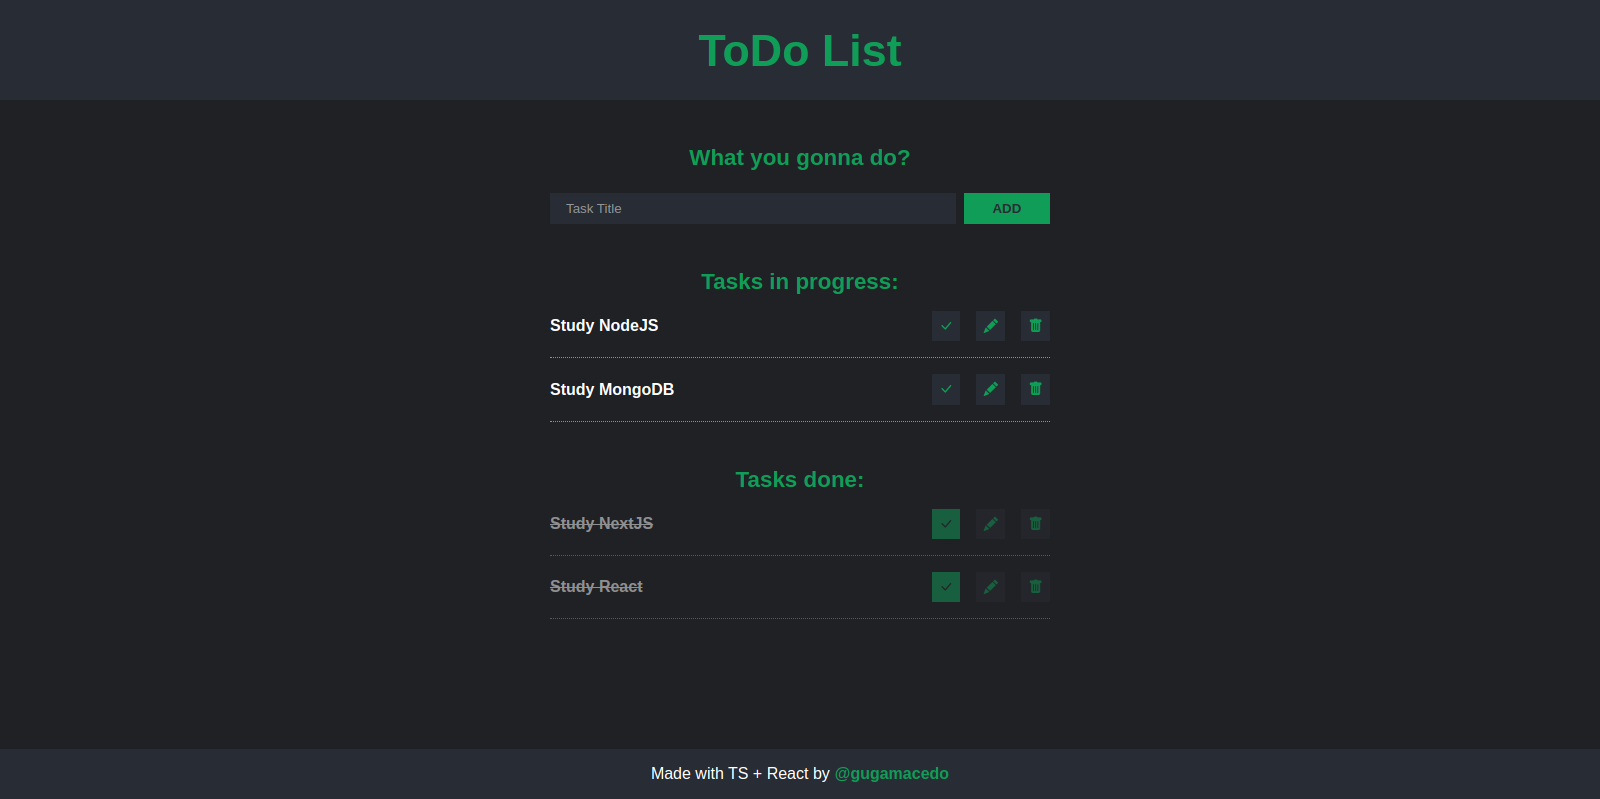 ToDo List
What you gonna do?
Task Title
ADD
Tasks in progress:
Study NodeJS
Study MongoDB
Tasks done:
Study NextJS
Study React
Made with TS + React by @gugamacedo